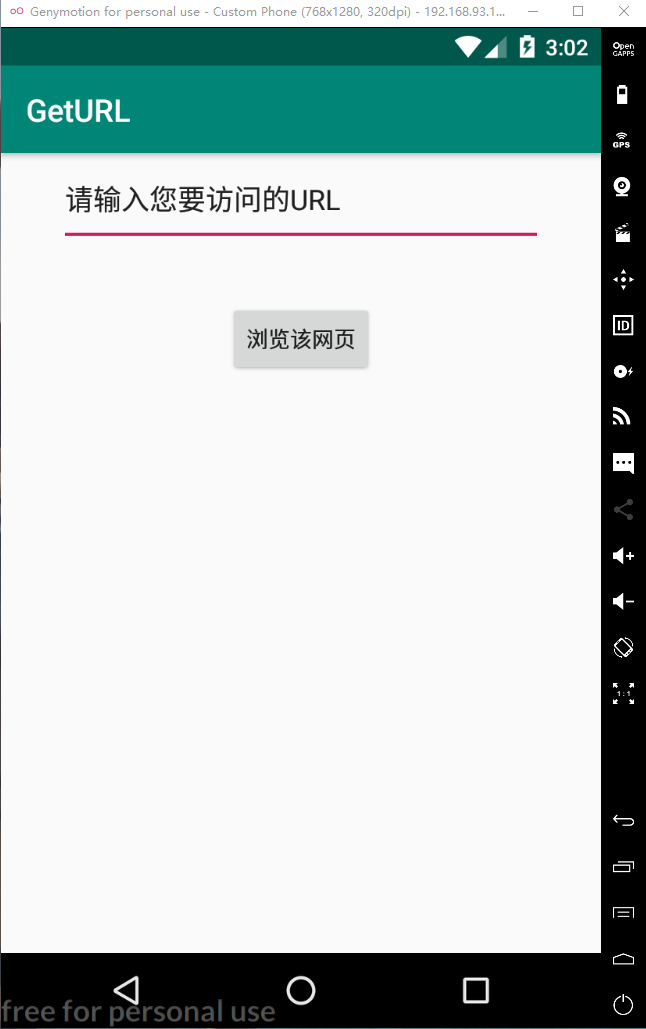 Genymotion for personal use - Custom Phone (768x1280, 320dpi) - 192.168.93.1...
3:02
Open
GAPPS
GetURL
GPS
请输入您要访问的URL
ID
浏览该网页
1:1
free for personal use